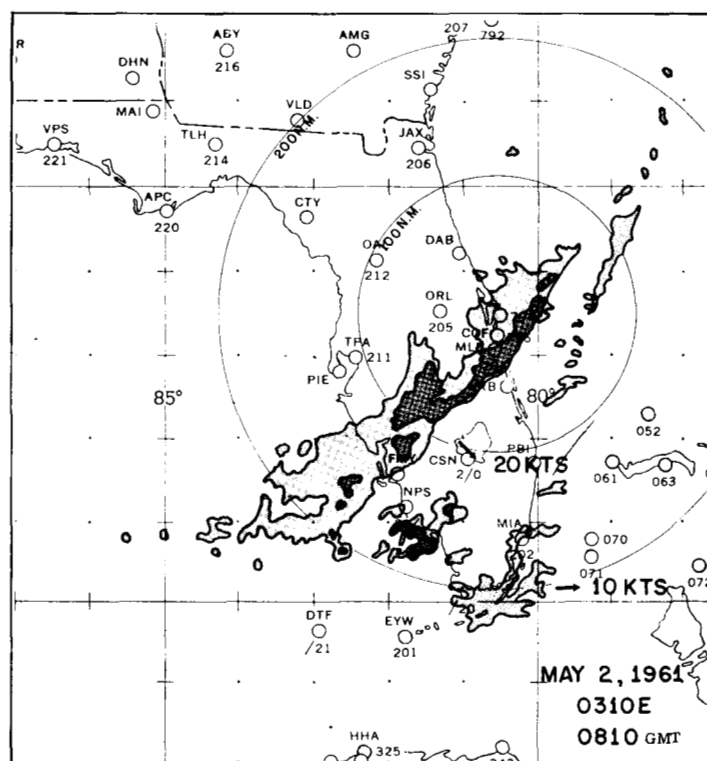 207
792
ABY
216
AMG
R
DHN
SSI
MAI
VLD
200 N.M.
VPS
221
TLH
214
JAX
206
APC
220
CTY
100 N.M.
DAB
212
ORL
205
COF
TPA
211
PIE
85°
80°
052
CSN
2/0
PBI
20 KTS
061
063
NPS
MIA
070
071
072
10 KTS
DTF
/21
EYW
201
MAY 2, 1961
0310E
0810 GMT
HHA
325